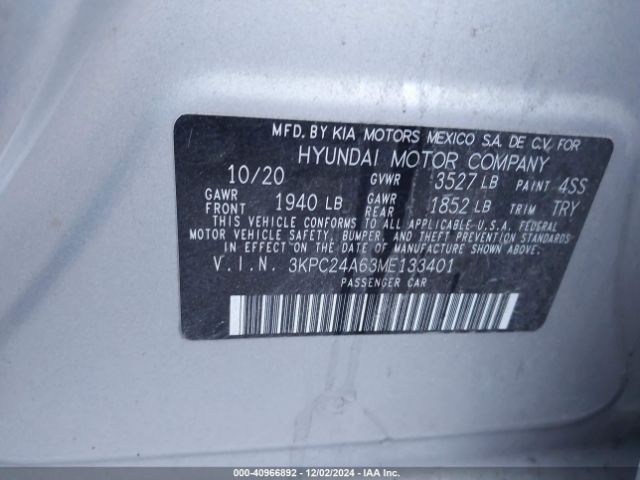 MFD. BY KIA MOTORS MEXICO S.A. DE C.V. FOR
HYUNDAI MOTOR COMPANY
10/20 GVWR 3527 LB PAINT 4SS
GAWR FRONT 1940 LB GAWR REAR 1852 LB TRIM TRY
THIS VEHICLE CONFORMS TO ALL APPLICABLE U.S.A. FEDERAL
MOTOR VEHICLE SAFETY, BUMPER, AND THEFT PREVENTION STANDARDS
IN EFFECT ON THE DATE OF MANUFACTURE SHOWN ABOVE.
V.I.N. 3KPC24A63ME133401
PASSENGER CAR
000-40966892 - 12/02/2024 - IAA Inc.